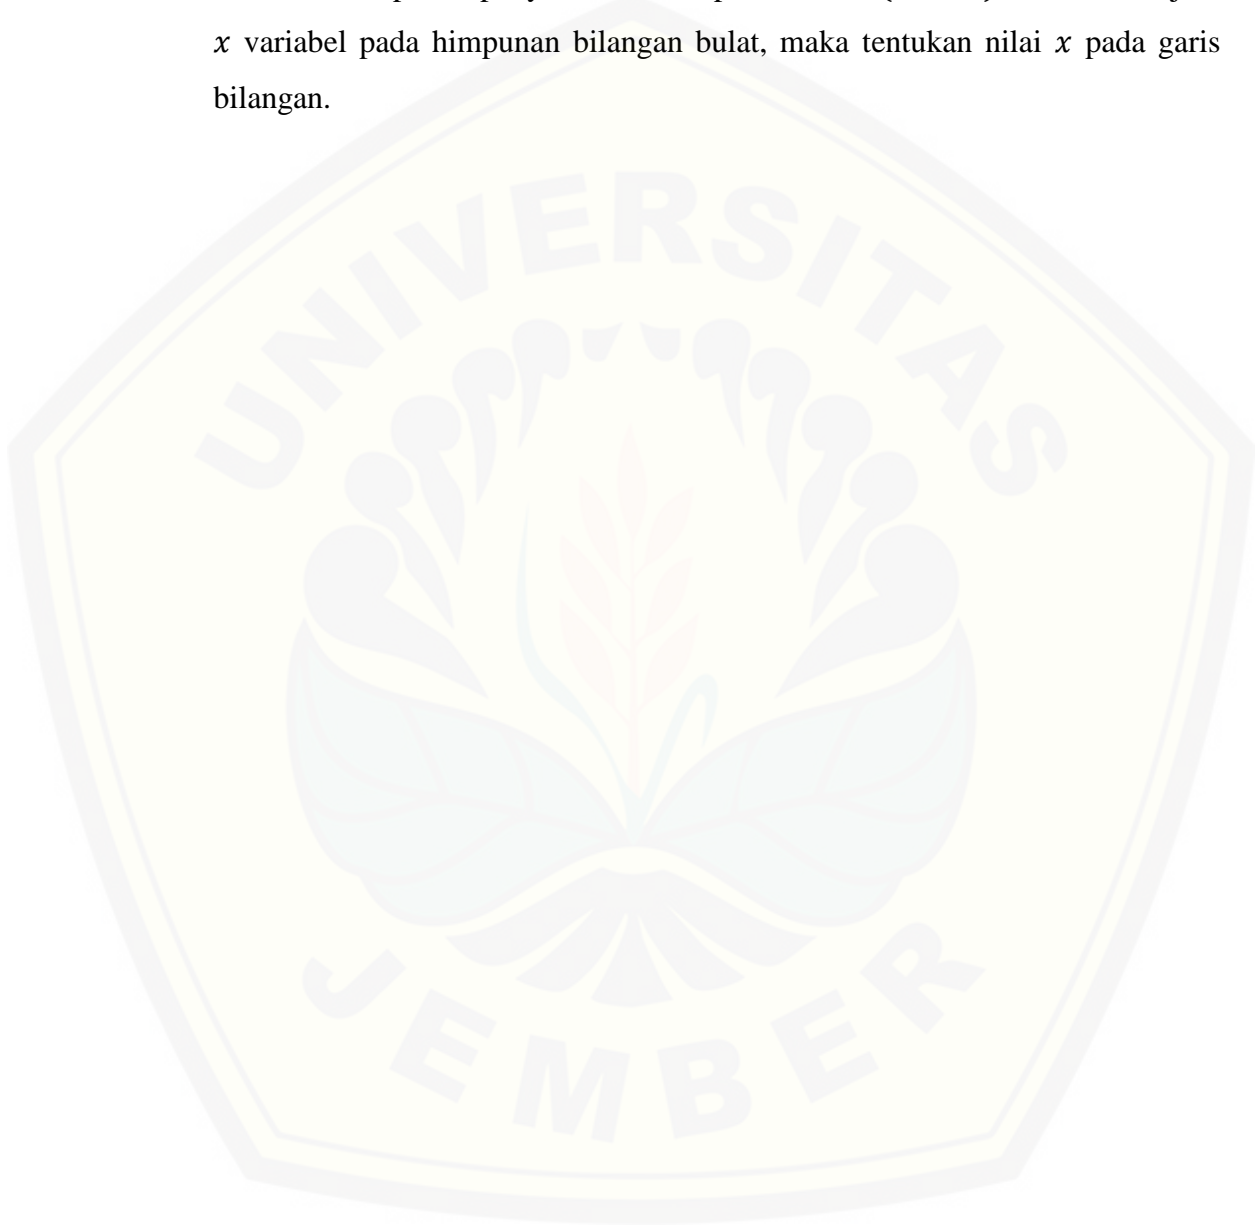 𝑥 variabel pada himpunan bilangan bulat, maka tentukan nilai 𝑥 pada garis
bilangan.
UNIVERSITAS
JEMBER